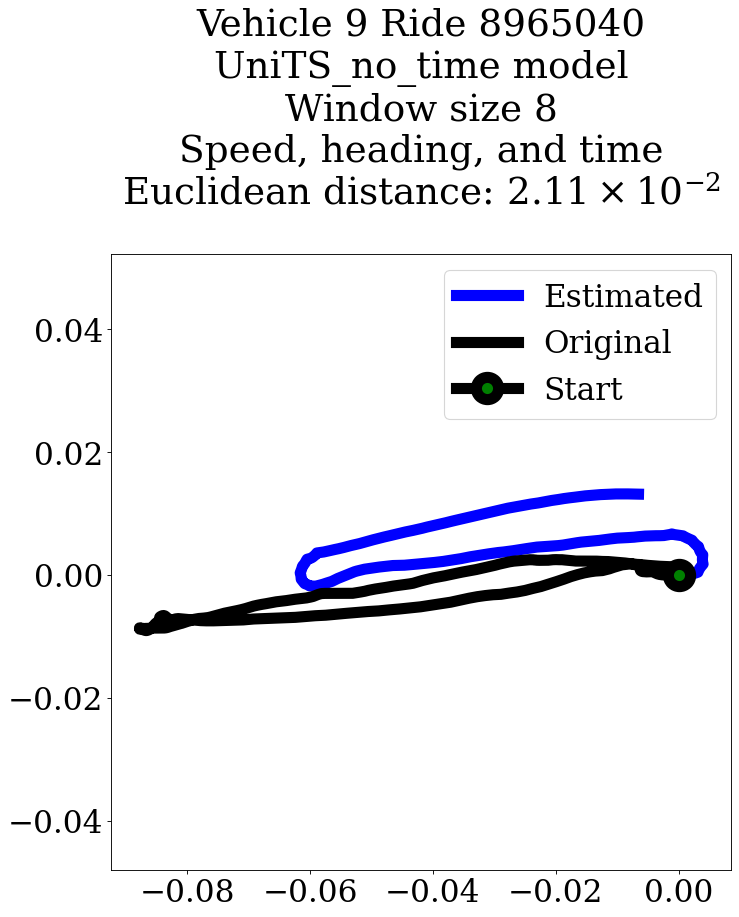 Vehicle 9 Ride 8965040
UniTS_no_time model
Window size 8
Speed, heading, and time
Euclidean distance: 2.11 × 10⁻²
Estimated
Original
Start
0.04
0.02
0.00
−0.02
−0.04
−0.08 −0.06 −0.04 −0.02 0.00